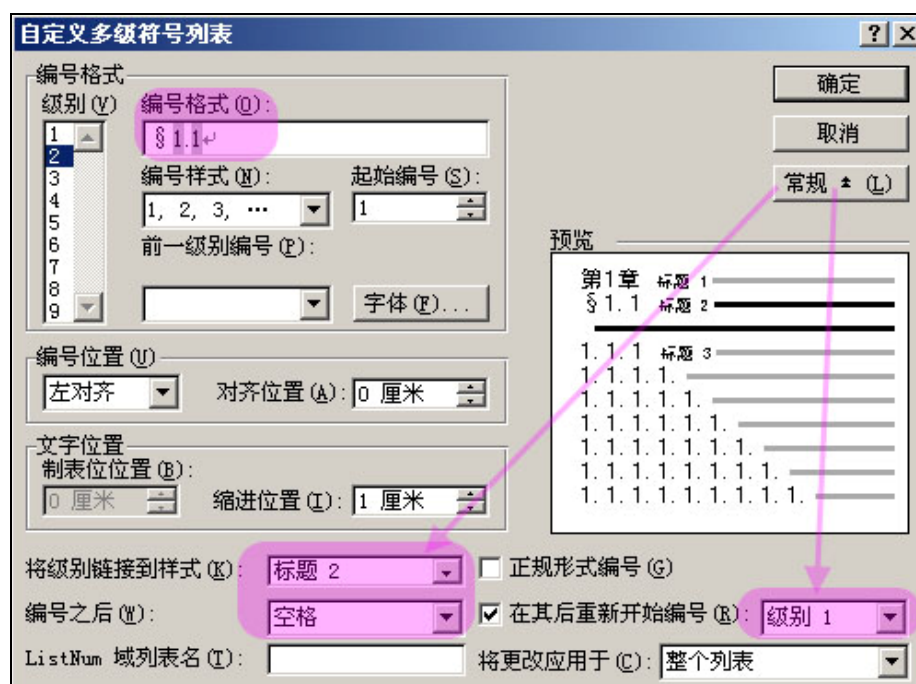 自定义多级符号列表
编号格式
级别(V) 编号格式(O):
1
2
3
4
5
6
7
8
9
§ 1.1↵
编号样式(N): 起始编号(S):
1, 2, 3, … 1
前一级别编号(P):
字体(F)...
确定
取消
常规 (L)
预览
第1章 标题 1
§1.1 标题 2
1.1.1 标题 3
1.1.1.1.
1.1.1.1.1.
1.1.1.1.1.1.
1.1.1.1.1.1.1.
1.1.1.1.1.1.1.1.
1.1.1.1.1.1.1.1.1.
编号位置(U)
左对齐 对齐位置(A): 0 厘米
文字位置
制表位位置(B):
0 厘米 缩进位置(I): 1 厘米
将级别链接到样式(K): 标题 2 正规形式编号(G)
编号之后(W): 空格 在其后重新开始编号(R): 级别 1
ListNum 域列表名(T): 将更改应用于(C): 整个列表